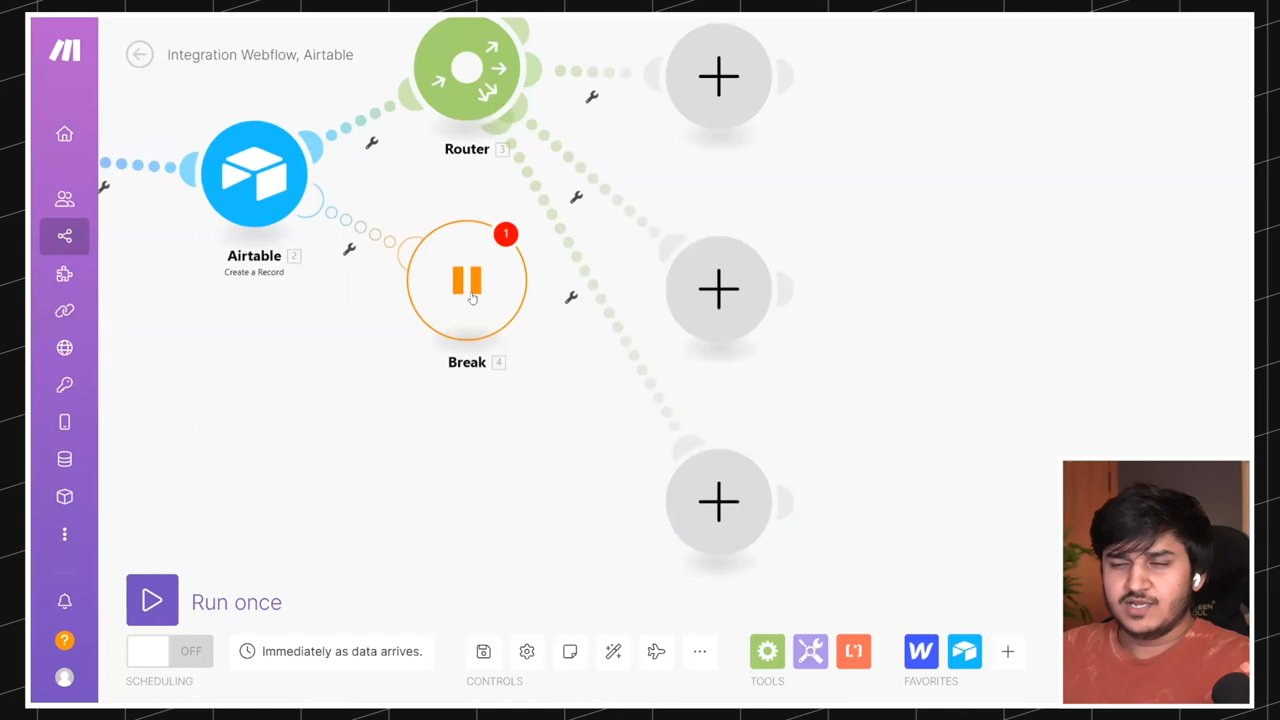 Integration Webflow, Airtable
Router 3
Airtable 2
Create a Record
1
Break 4
Run once
OFF
Immediately as data arrives.
SCHEDULING
CONTROLS
TOOLS
FAVORITES